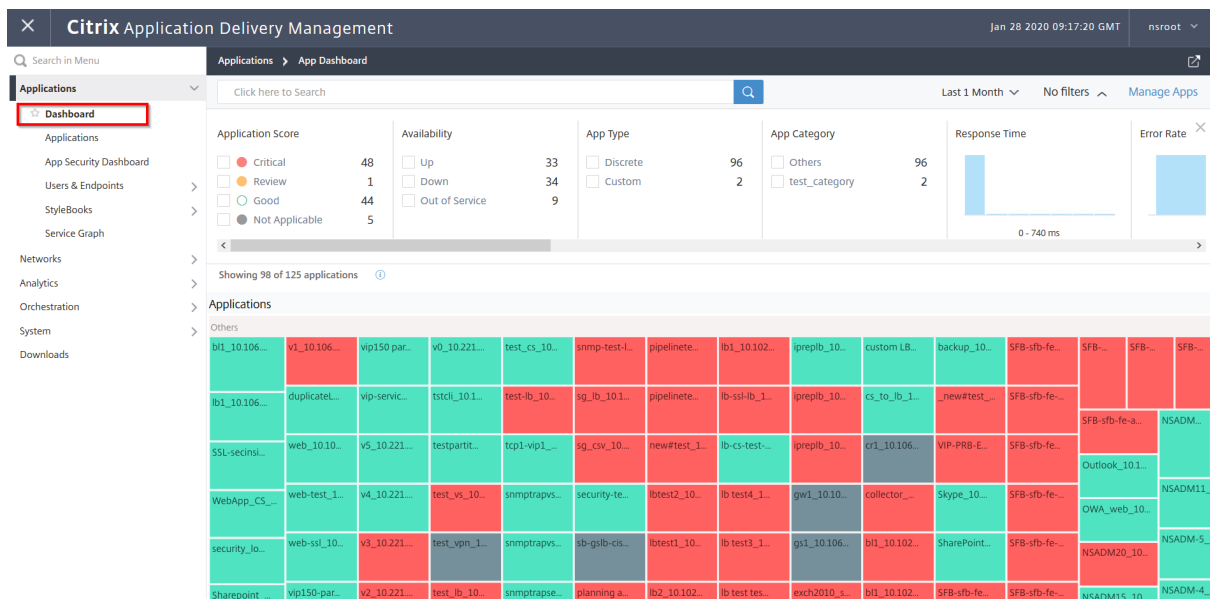 Citrix Application Delivery Management
Jan 28 2020 09:17:20 GMT
nsroot
Search in Menu
Applications
Dashboard
Applications
App Security Dashboard
Users & Endpoints
StyleBooks
Service Graph
Networks
Analytics
Orchestration
System
Downloads
Applications > App Dashboard
Click here to Search
Last 1 Month
No filters
Manage Apps
Application Score
Critical 48
Review 1
Good 44
Not Applicable 5
Availability
Up 33
Down 34
Out of Service 9
App Type
Discrete 96
Custom 2
App Category
Others 96
test_category 2
Response Time
0 - 740 ms
Error Rate
Showing 98 of 125 applications
Applications
Others
bl1_10.106.... v1_10.106.... vip150 par... v0_10.221.... test_cs_10... snmp-test-l... pipelinete... lb1_10.102... ipreplb_10... custom LB... backup_10... SFB-sfb-fe... SFB-... SFB-... SFB-...
lb1_10.106.... duplicateL... vip-servic... tstcli_10.1... test-lb_10... sg_lb_10.1... pipelinete... lb-ssl-lb_1... ipreplb_10... cs_to_lb_1... _new#test_... SFB-sfb-fe-... SFB-sfb-fe-a... NSADM...
SSL-secinsi... web_10.10... v5_10.221.... testpartit... tcp1-vip1_... sg_csv_10.... new#test_1... lb-cs-test-... ipreplb_10... cr1_10.106... VIP-PRB-E... SFB-sfb-fe... Outlook_10.1...
WebApp_CS_... web-test_1... v4_10.221.... test_vs_10... snmptrapvs... security-te... lbtest2_10... lb test4_1... gw1_10.10... collector_... Skype_10.... SFB-sfb-fe-... OWA_web_10... NSADM11_
security_lo... web-ssl_10... v3_10.221.... test_vpn_1... snmptrapvs... sb-gslb-cis... lbtest1_10... lb test3_1... gs1_10.106... bl1_10.102... SharePoint... SFB-sfb-fe-... NSADM20_10... NSADM-5_
Sharepoint_... vip150-par... v2_10.221.... test_lb_10... snmptrapse... planning a... lb2_10.102... lb test tes... exch2010_s... bl1_10.102... SFB-sfb-fe... SFB-sfb-fe-... NSADM15_10... NSADM-4_